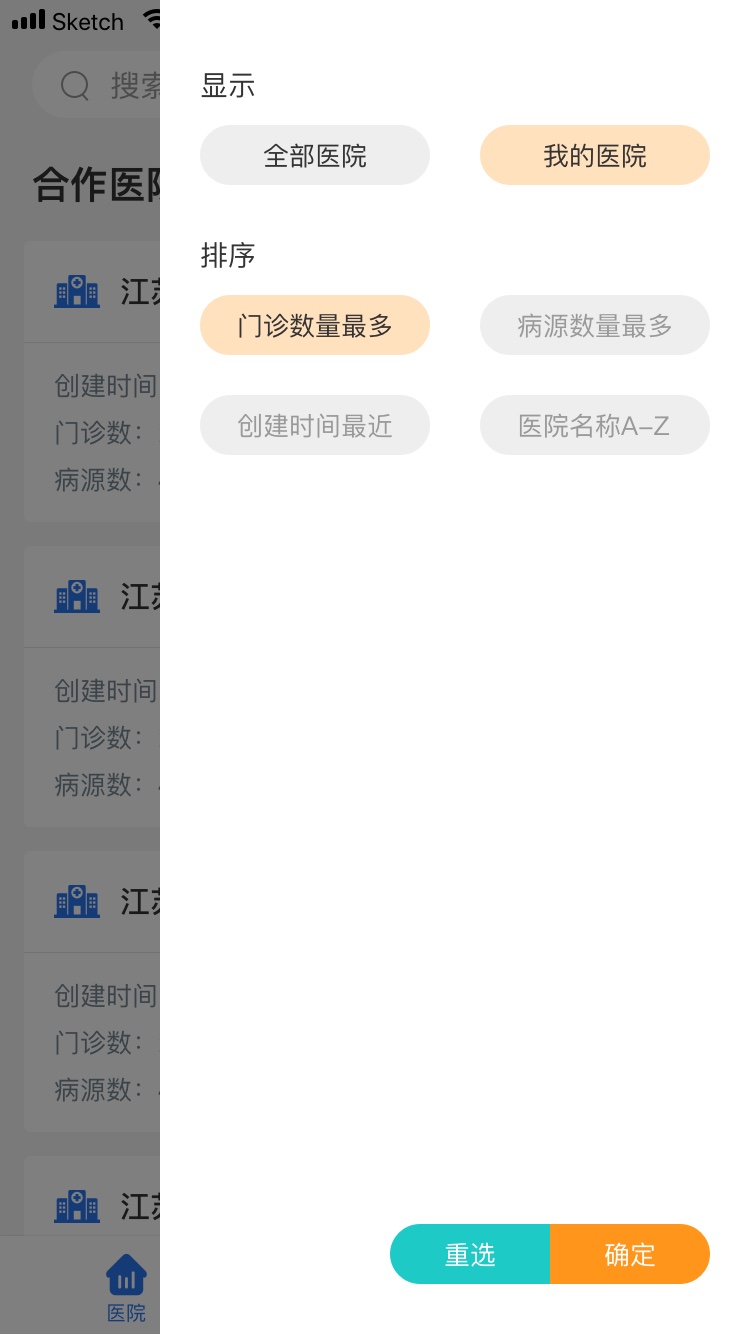 Sketch
搜索
合作医院
江苏
创建时间
门诊数：
病源数：
江苏
创建时间
门诊数：
病源数：
江苏
创建时间
门诊数：
病源数：
江苏
医院
显示
全部医院 我的医院
排序
门诊数量最多 病源数量最多
创建时间最近 医院名称A-Z
重选 确定